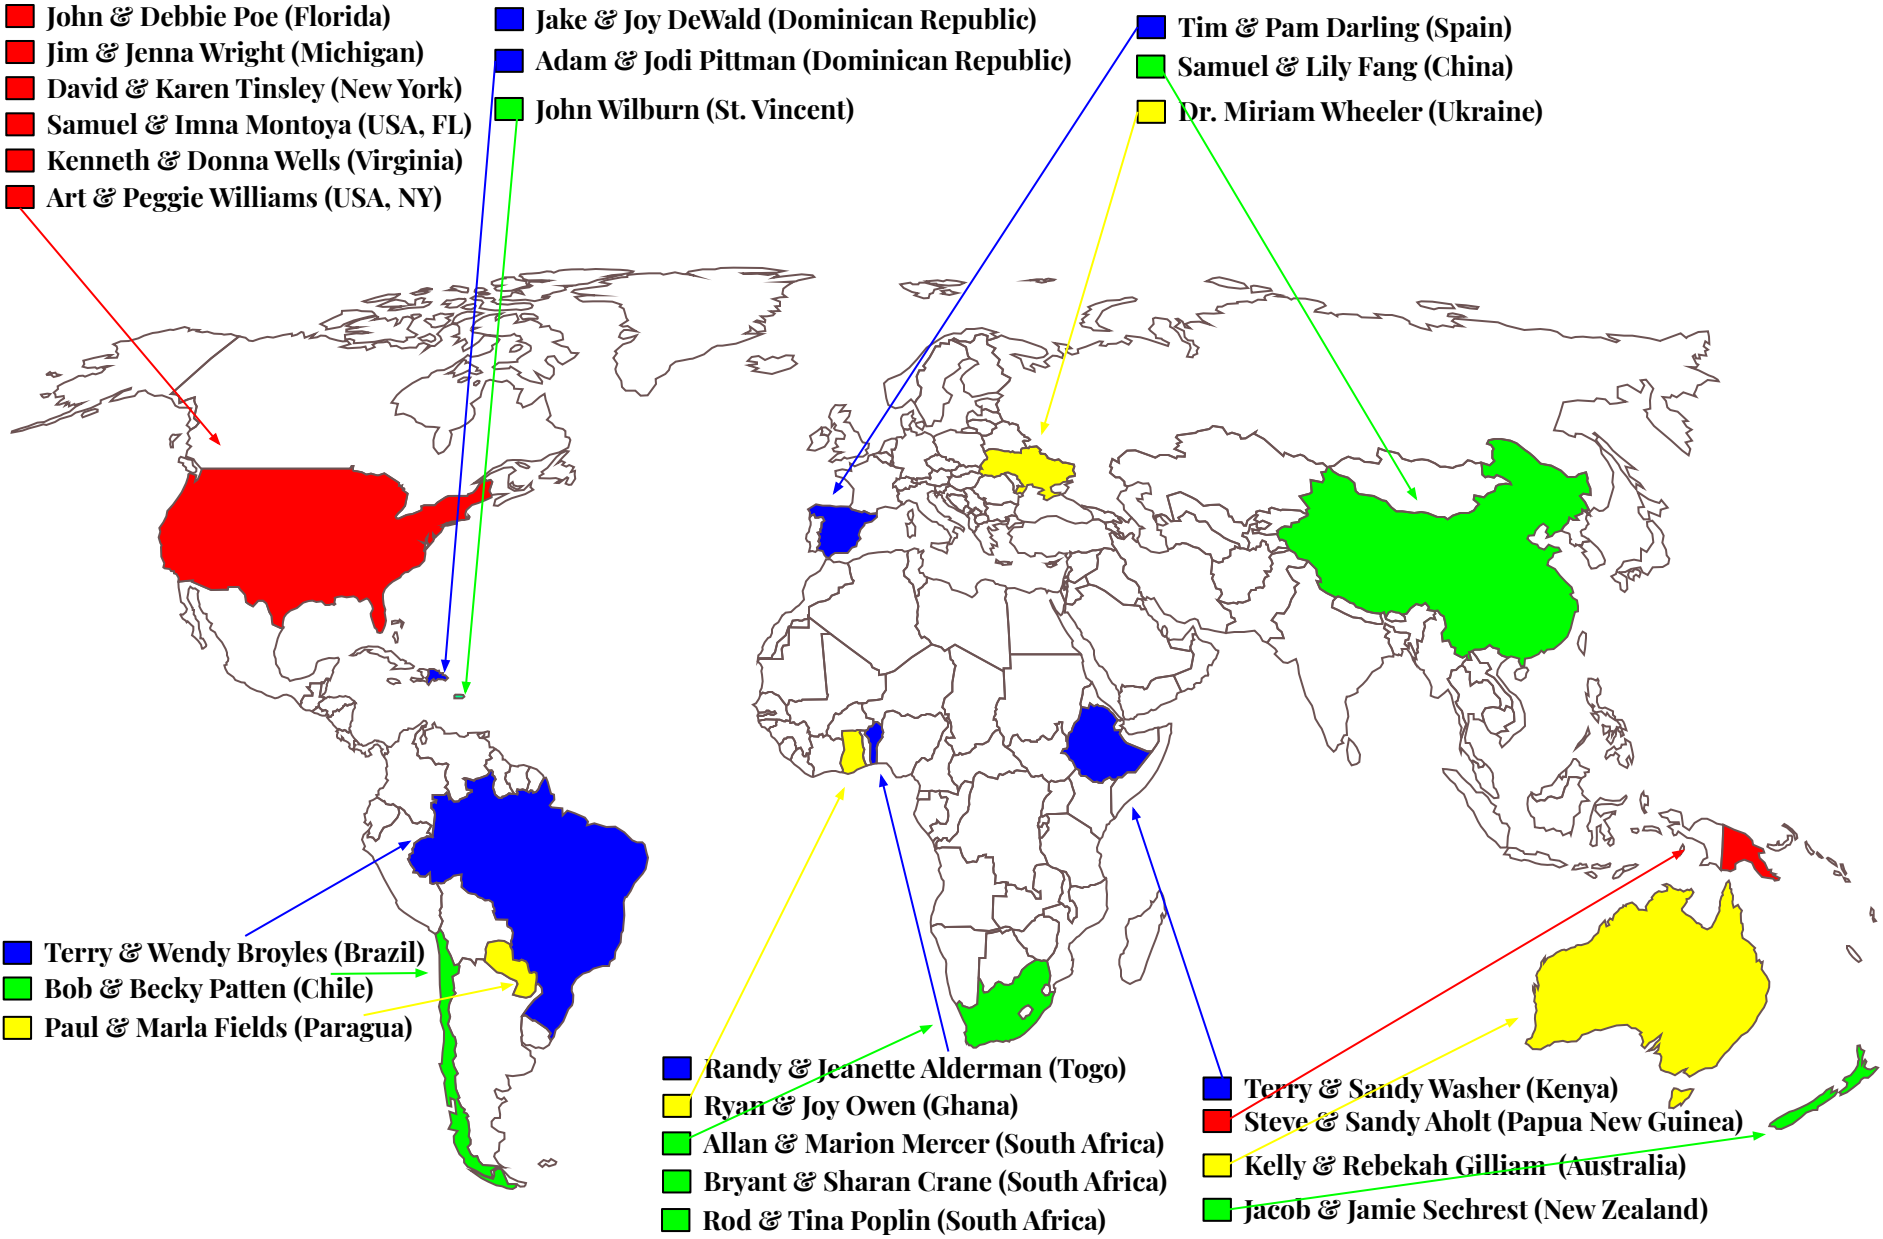 John & Debbie Poe (Florida)
Jim & Jenna Wright (Michigan)
David & Karen Tinsley (New York)
Samuel & Imna Montoya (USA, FL)
Kenneth & Donna Wells (Virginia)
Art & Peggie Williams (USA, NY)
Jake & Joy DeWald (Dominican Republic)
Adam & Jodi Pittman (Dominican Republic)
John Wilburn (St. Vincent)
Tim & Pam Darling (Spain)
Samuel & Lily Fang (China)
Dr. Miriam Wheeler (Ukraine)
Terry & Wendy Broyles (Brazil)
Bob & Becky Patten (Chile)
Paul & Marla Fields (Paragua)
Randy & Jeanette Alderman (Togo)
Ryan & Joy Owen (Ghana)
Allan & Marion Mercer (South Africa)
Bryant & Sharan Crane (South Africa)
Rod & Tina Poplin (South Africa)
Terry & Sandy Washer (Kenya)
Steve & Sandy Aholt (Papua New Guinea)
Kelly & Rebekah Gilliam (Australia)
Jacob & Jamie Sechrest (New Zealand)